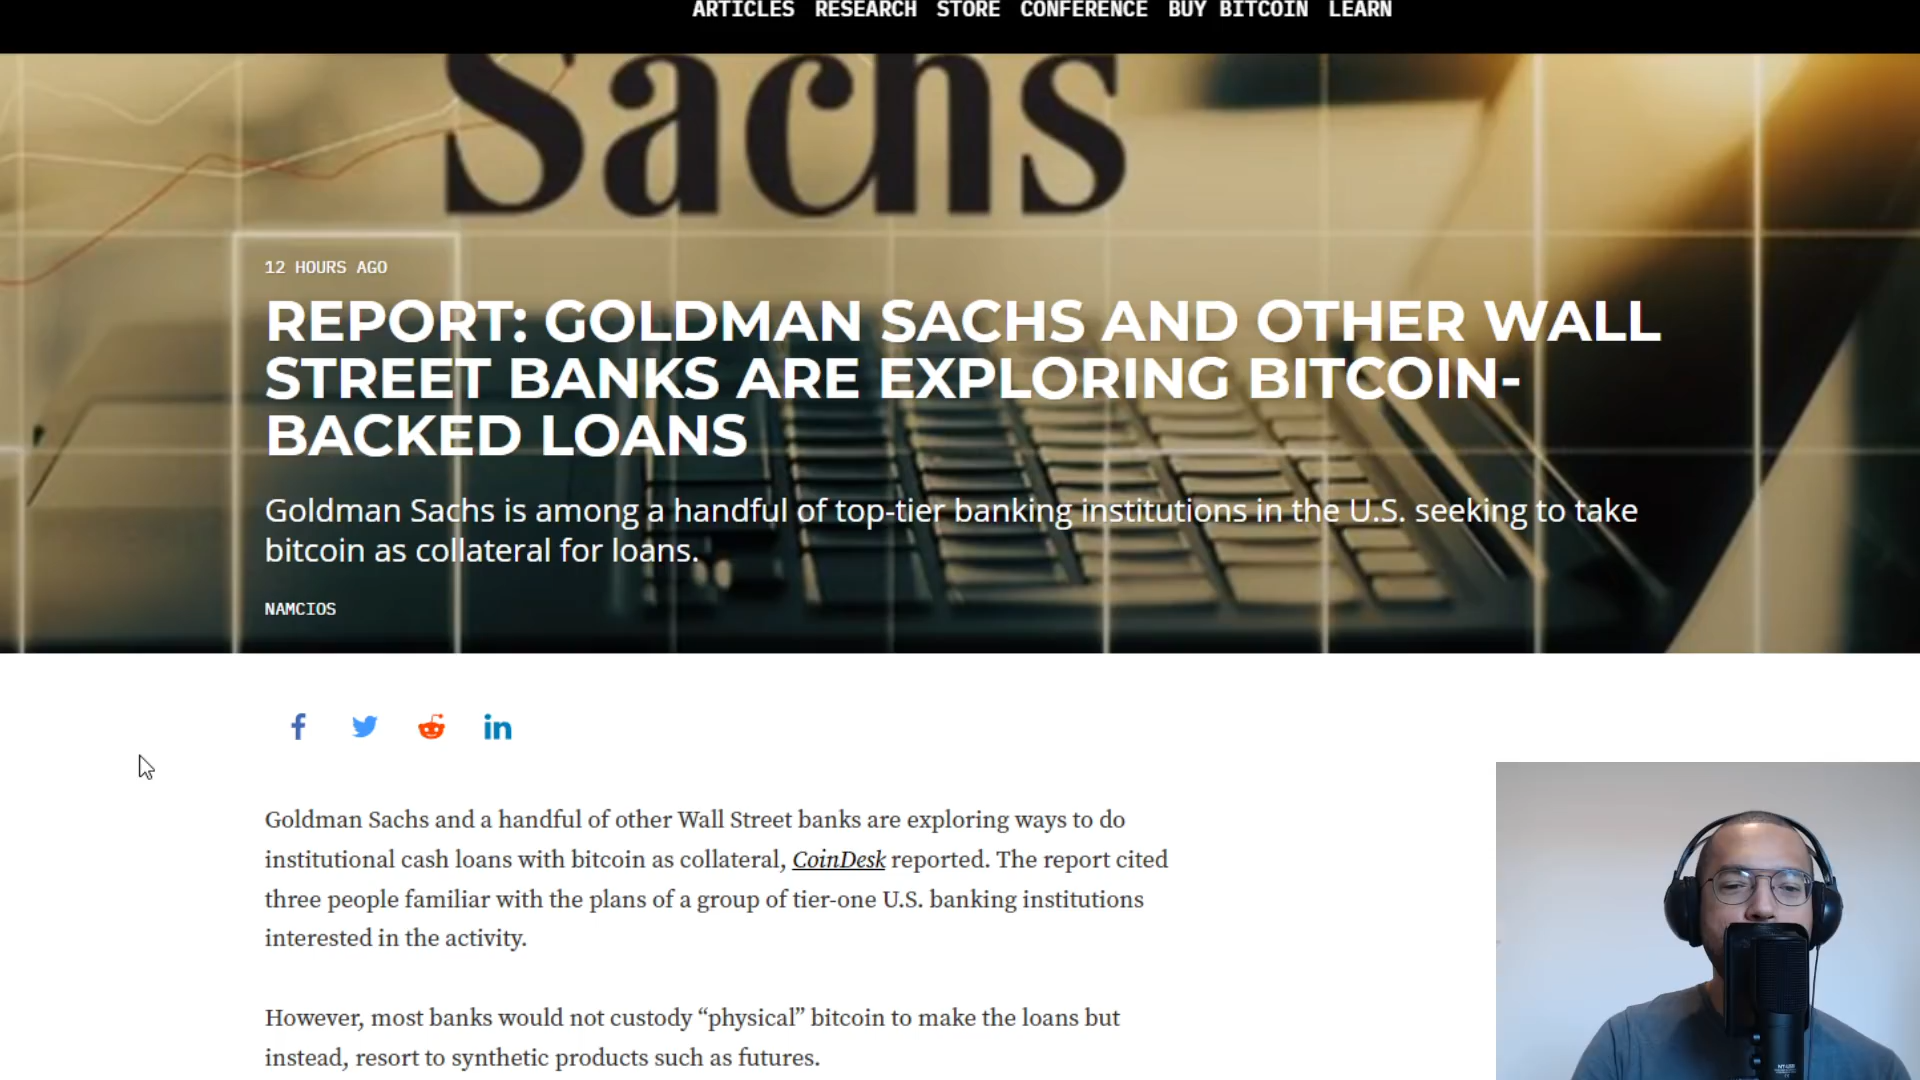 ARTICLES RESEARCH STORE CONFERENCE BUY BITCOIN LEARN
Sachs
12 HOURS AGO
REPORT: GOLDMAN SACHS AND OTHER WALL
STREET BANKS ARE EXPLORING BITCOIN-
BACKED LOANS
Goldman Sachs is among a handful of top-tier banking institutions in the U.S. seeking to take
bitcoin as collateral for loans.
NAMCIOS
f
in
Goldman Sachs and a handful of other Wall Street banks are exploring ways to do
institutional cash loans with bitcoin as collateral, CoinDesk reported. The report cited
three people familiar with the plans of a group of tier-one U.S. banking institutions
interested in the activity.
However, most banks would not custody “physical” bitcoin to make the loans but
instead, resort to synthetic products such as futures.